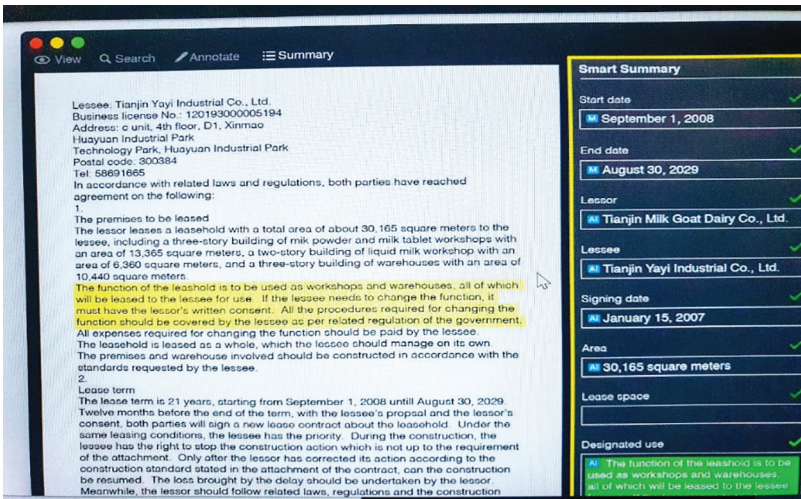 View Search Annotate Summary
Lessee: Tianjin Yayi Industrial Co., Ltd.
Business license No.: 120193000005194
Address: c unit, 4th floor, D1, Xinmao
Huayuan Industrial Park
Technology Park, Huayuan Industrial Park
Postal code: 300384
Tel: 58691665
In accordance with related laws and regulations, both parties have reached
agreement on the following:
1.
The premises to be leased
The lessor leases a leasehold with a total area of about 30,165 square meters to the
lessee, including a three-story building of milk powder and milk tablet workshops with
an area of 13,365 square meters, a two-story building of liquid milk workshop with an
area of 6,360 square meters, and a three-story building of warehouses with an area of
10,440 square meters.
The function of the leashold is to be used as workshops and warehouses, all of which
will be leased to the lessee for use. If the lessee needs to change the function, it
must have the lessor's written consent. All the procedures required for changing the
function should be covered by the lessee as per related regulation of the government.
All expenses required for changing the function should be paid by the lessee.
The leasehold is leased as a whole, which the lessee should manage on its own.
The premises and warehouse involved should be constructed in accordance with the
standards requested by the lessee.
2.
Lease term
The lease term is 21 years, starting from September 1, 2008 untill August 30, 2029.
Twelve months before the end of the term, with the lessee's propsal and the lessor's
consent, both parties will sign a new lease contract about the leasehold. Under the
same leasing conditions, the lessee has the priority. During the construction, the
lessee has the right to stop the construction action which is not up to the requirement
of the attachment. Only after the lessor has corrected its action according to the
construction standard stated in the attachment of the contract, can the construction
be resumed. The loss brought by the delay should be undertaken by the lessor.
Meanwhile, the lessor should follow related laws, regulations and the construction
Smart Summary
Start date
M September 1, 2008
End date
M August 30, 2029
Lessor
AI Tianjin Milk Goat Dairy Co., Ltd.
Lessee
AI Tianjin Yayi Industrial Co., Ltd.
Signing date
AI January 15, 2007
Area
AI 30,165 square meters
Lease space
Designated use
AI The function of the leashold is to be
used as workshops and warehouses,
all of which will be leased to the lessee